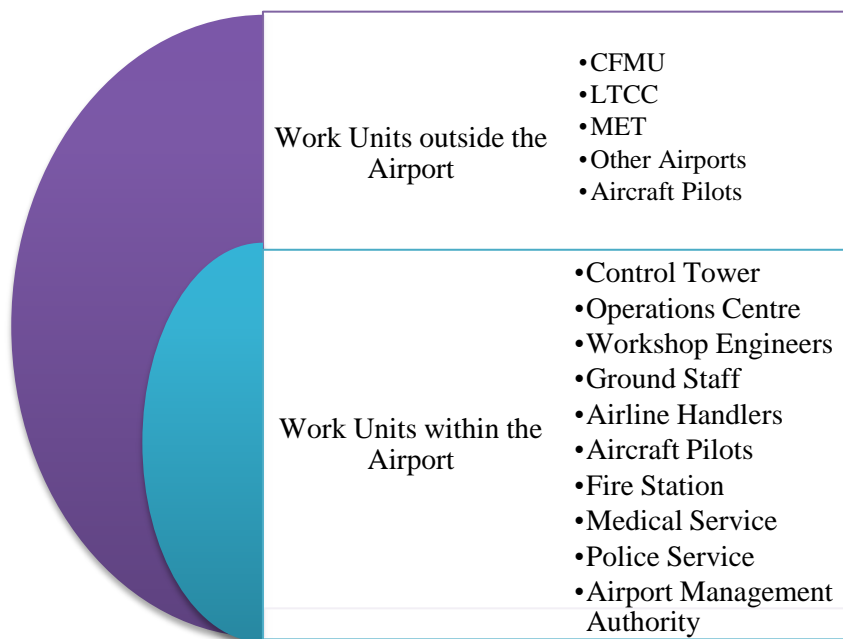 Work Units outside the
Airport
•CFMU
•LTCC
•MET
•Other Airports
•Aircraft Pilots
Work Units within the
Airport
•Control Tower
•Operations Centre
•Workshop Engineers
•Ground Staff
•Airline Handlers
•Aircraft Pilots
•Fire Station
•Medical Service
•Police Service
•Airport Management
Authority